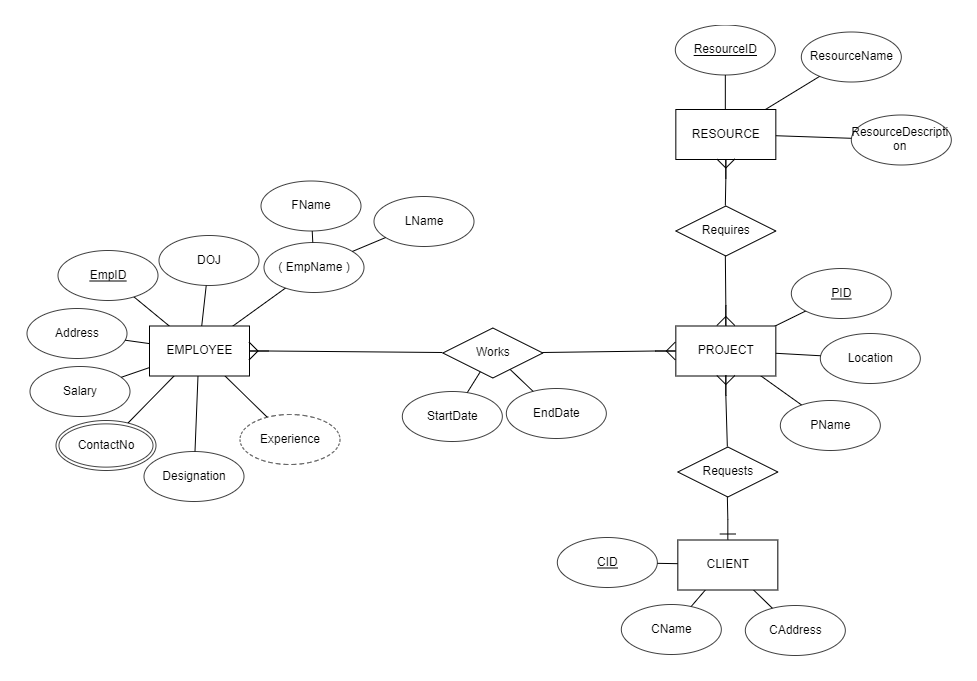 ResourceID
ResourceName
RESOURCE
ResourceDescripti
on
FName
LName
Requires
DOJ
( EmpName )
EmpID
PID
Address
EMPLOYEE
Works
PROJECT
Location
Salary
StartDate
EndDate
PName
ContactNo
Experience
Designation
Requests
CID
CLIENT
CName
CAddress